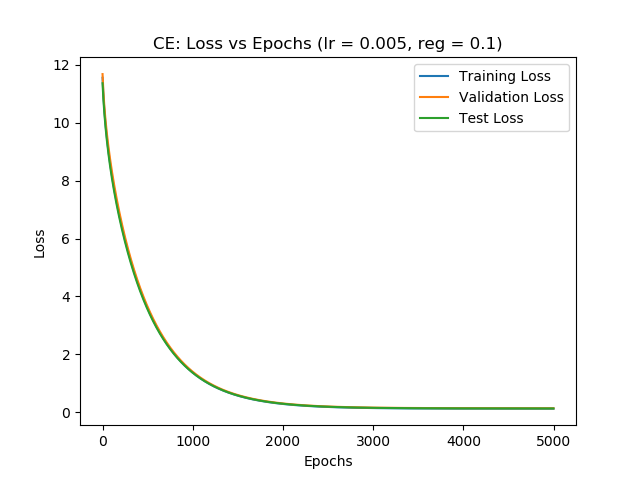 CE: Loss vs Epochs (lr = 0.005, reg = 0.1)
Training Loss
Validation Loss
Test Loss
Loss
12
10
8
6
4
2
0
0 1000 2000 3000 4000 5000
Epochs